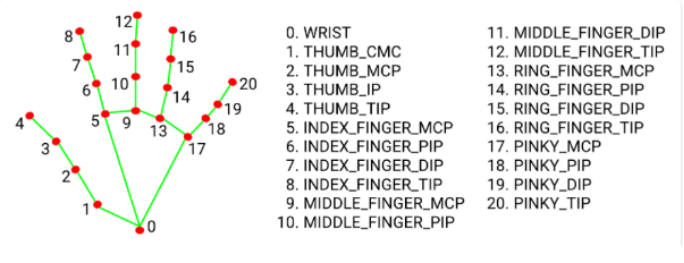 12
8
16
11
7
15
10
6
14
20
19
4
5
9
13
18
3
17
2
1
0
0. WRIST
1. THUMB_CMC
2. THUMB_MCP
3. THUMB_IP
4. THUMB_TIP
5. INDEX_FINGER_MCP
6. INDEX_FINGER_PIP
7. INDEX_FINGER_DIP
8. INDEX_FINGER_TIP
9. MIDDLE_FINGER_MCP
10. MIDDLE_FINGER_PIP
11. MIDDLE_FINGER_DIP
12. MIDDLE_FINGER_TIP
13. RING_FINGER_MCP
14. RING_FINGER_PIP
15. RING_FINGER_DIP
16. RING_FINGER_TIP
17. PINKY_MCP
18. PINKY_PIP
19. PINKY_DIP
20. PINKY_TIP